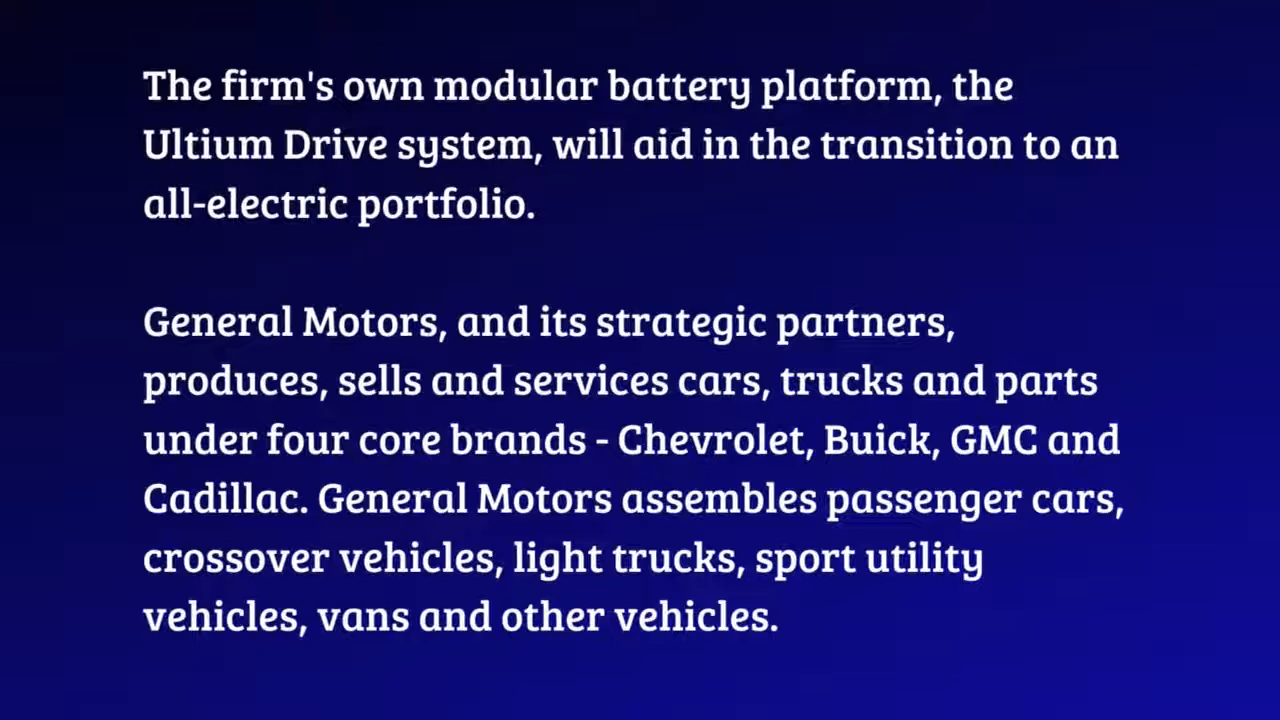 The firm's own modular battery platform, the
Ultium Drive system, will aid in the transition to an
all-electric portfolio.
General Motors, and its strategic partners,
produces, sells and services cars, trucks and parts
under four core brands - Chevrolet, Buick, GMC and
Cadillac. General Motors assembles passenger cars,
crossover vehicles, light trucks, sport utility
vehicles, vans and other vehicles.